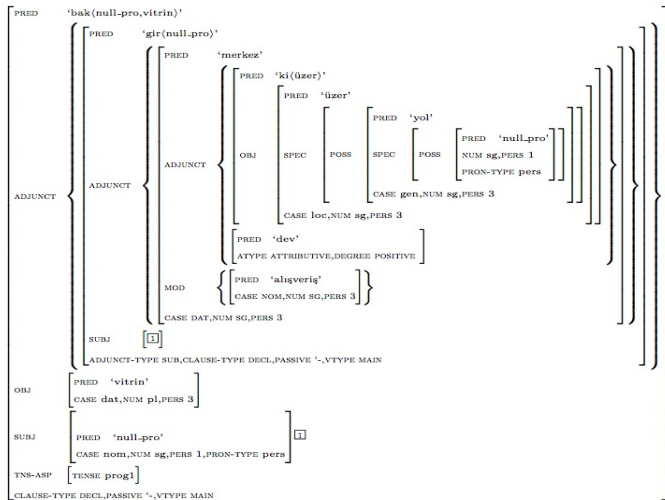 PRED 'bak⟨null_pro,vitrin⟩'
PRED 'gir⟨null_pro⟩'
PRED 'merkez'
PRED 'ki⟨üzer⟩'
PRED 'üzer'
PRED 'yol'
PRED 'null_pro'
ADJUNCT ADJUNCT ADJUNCT OBJ SPEC POSS SPEC POSS NUM sg,PERS 1
PRON-TYPE pers
CASE gen,NUM sg,PERS 3
CASE loc,NUM sg,PERS 3
PRED 'dev'
ATYPE ATTRIBUTIVE,DEGREE POSITIVE
MOD PRED 'alışveriş'
CASE NOM,NUM SG,PERS 3
CASE DAT,NUM SG,PERS 3
SUBJ [1]
ADJUNCT-TYPE SUB,CLAUSE-TYPE DECL,PASSIVE '-,VTYPE MAIN
OBJ PRED 'vitrin'
CASE dat,NUM pl,PERS 3
SUBJ PRED 'null_pro' 1
CASE nom,NUM sg,PERS 1,PRON-TYPE pers
TNS-ASP [TENSE prog1]
CLAUSE-TYPE DECL,PASSIVE '-,VTYPE MAIN